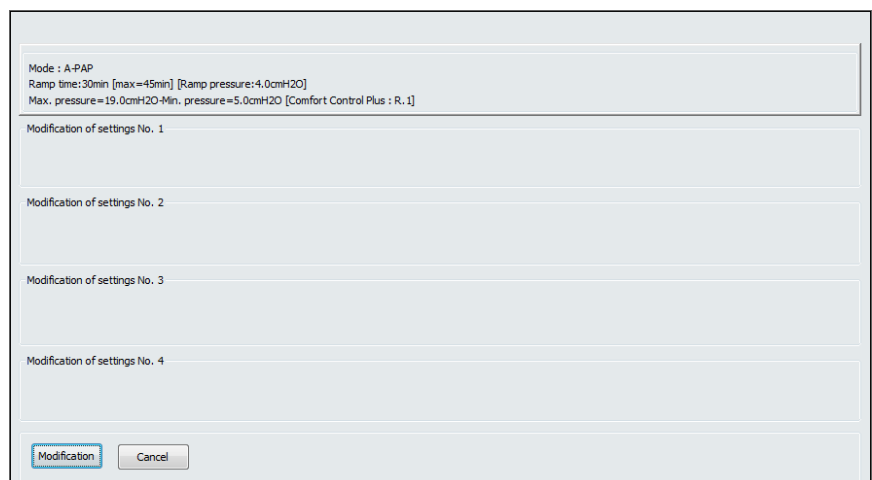 Mode : A-PAP
Ramp time:30min [max=45min] [Ramp pressure:4.0cmH2O]
Max. pressure=19.0cmH2O-Min. pressure=5.0cmH2O [Comfort Control Plus : R.1]
Modification of settings No. 1
Modification of settings No. 2
Modification of settings No. 3
Modification of settings No. 4
Modification Cancel